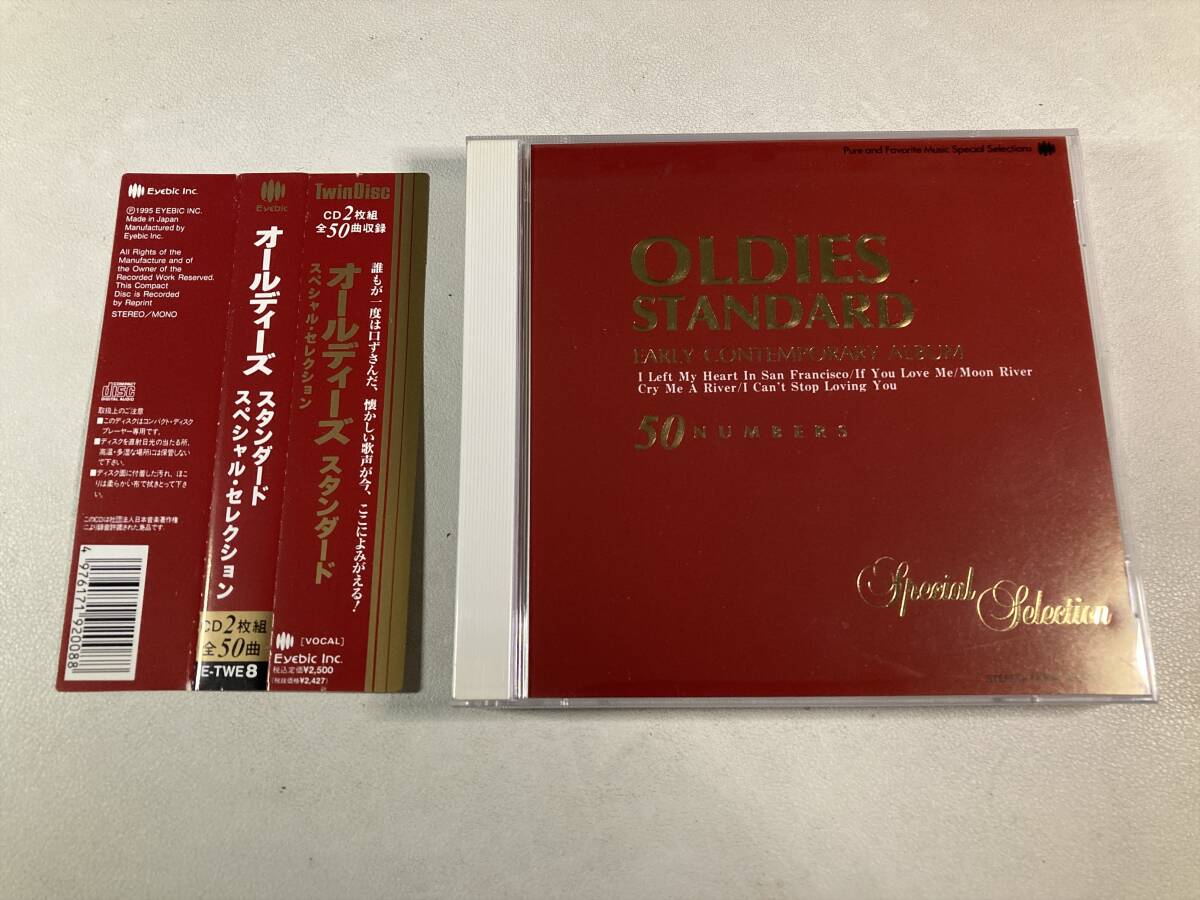 Eyebic Inc.
Ⓟ1995 EYEBIC INC.
Made in Japan
Manufactured by
Eyebic Inc.
All Rights of the
Manufacture and of
the Owner of the
Recorded Work Reserved.
This Compact
Disc is Recorded
by Reprint
STEREO/MONO
COMPACT
disc
DIGITAL AUDIO
取扱上のご注意
■このディスクはコンパクト・ディスク
プレーヤー専用です。
■ディスクを直射日光の当たる所、
高温・多湿な場所には保管しない
で下さい。
■ディスク面に付着した汚れ、ほこ
りは柔らかい布で拭きとって下さ
い。
4976171920088
Eyebic
オールディーズ スタンダード
スペシャル・セレクション
CD2枚組
全50曲
E-TWE8
TwinDisc
CD2枚組
全50曲収録
誰もが一度は口ずさんだ、懐かしい歌声が今、ここによみがえる!
オールディーズ スタンダード
スペシャル・セレクション
[VOCAL]
Eyebic Inc.
税込定価¥2,500
(税抜価格¥2,427)
Pure and Favorite Music Special Selections
OLDIES
STANDARD
EARLY CONTEMPORARY ALBUM
I Left My Heart In San Francisco/If You Love Me/Moon River
Cry Me A River/I Can't Stop Loving You
50 NUMBERS
Special Selection